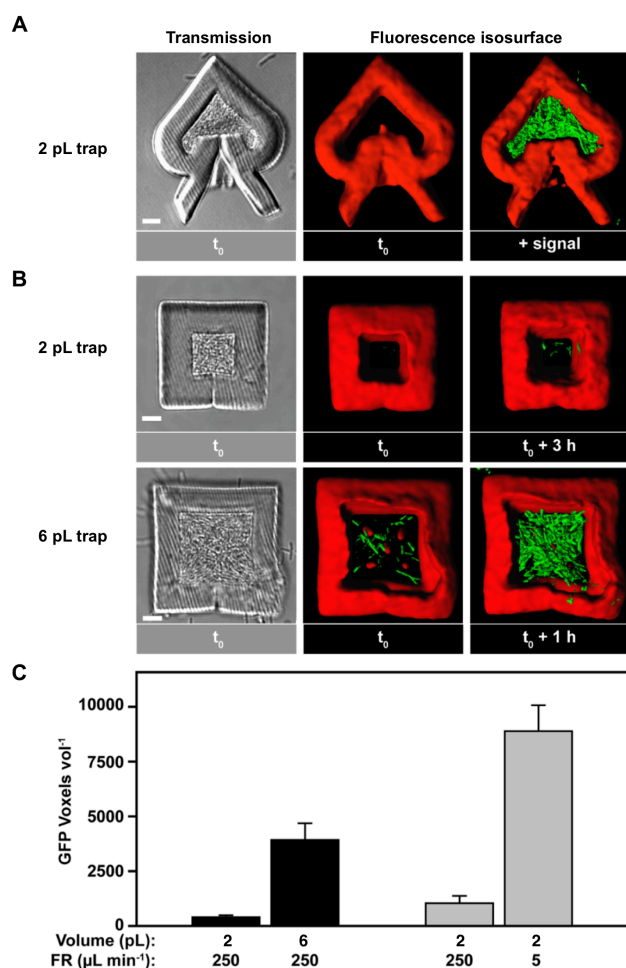 A
Transmission Fluorescence isosurface
2 pL trap
t₀ t₀ + signal
B
2 pL trap
t₀ t₀ t₀ + 3 h
6 pL trap
t₀ t₀ t₀ + 1 h
C
GFP Voxels vol⁻¹
10000
7500
5000
2500
0
Volume (pL): 2 6 2 2
FR (µL min⁻¹): 250 250 250 5